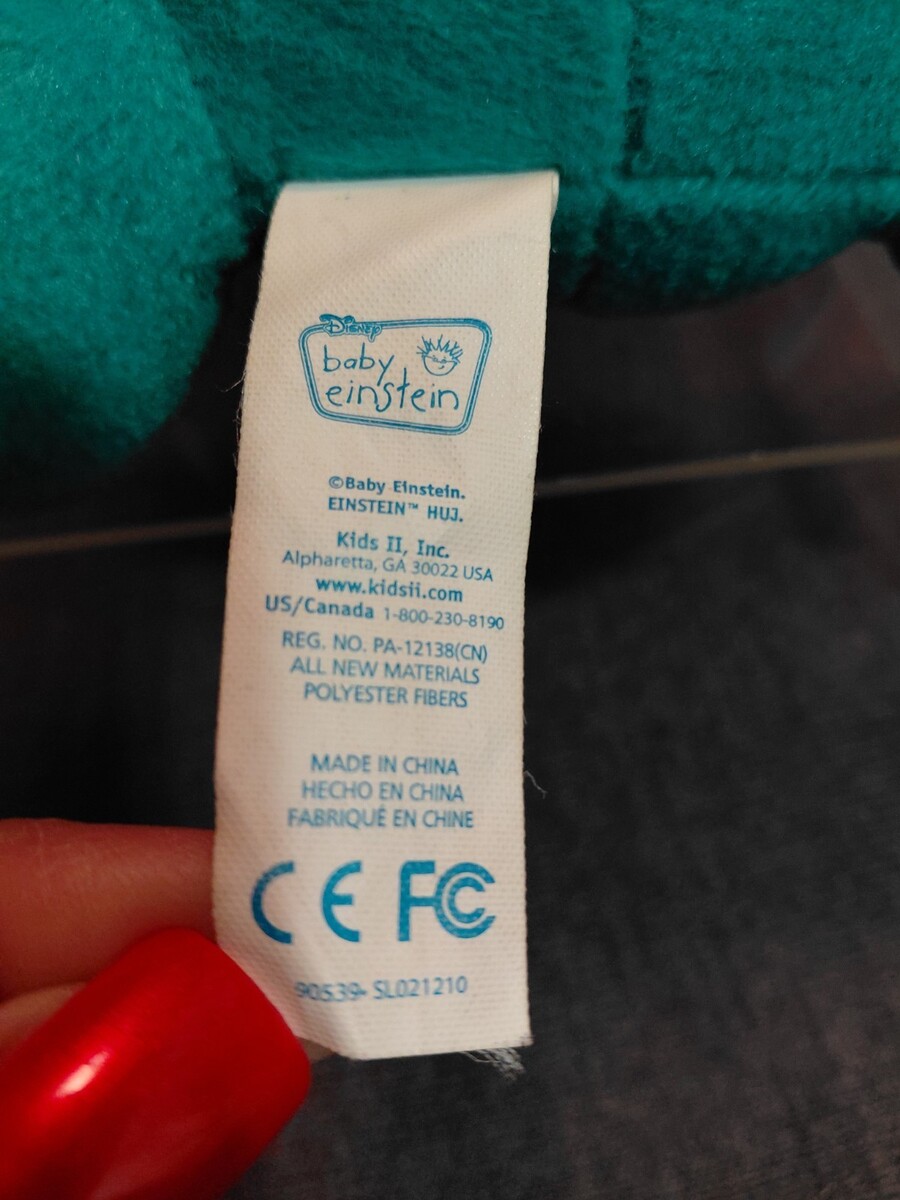 Disney
baby
einstein
©Baby Einstein.
EINSTEIN™ HUJ.
Kids II, Inc.
Alpharetta, GA 30022 USA
www.kidsii.com
US/Canada 1-800-230-8190
REG. NO. PA-12138(CN)
ALL NEW MATERIALS
POLYESTER FIBERS
MADE IN CHINA
HECHO EN CHINA
FABRIQUÉ EN CHINE
CE FC
90539- SL021210